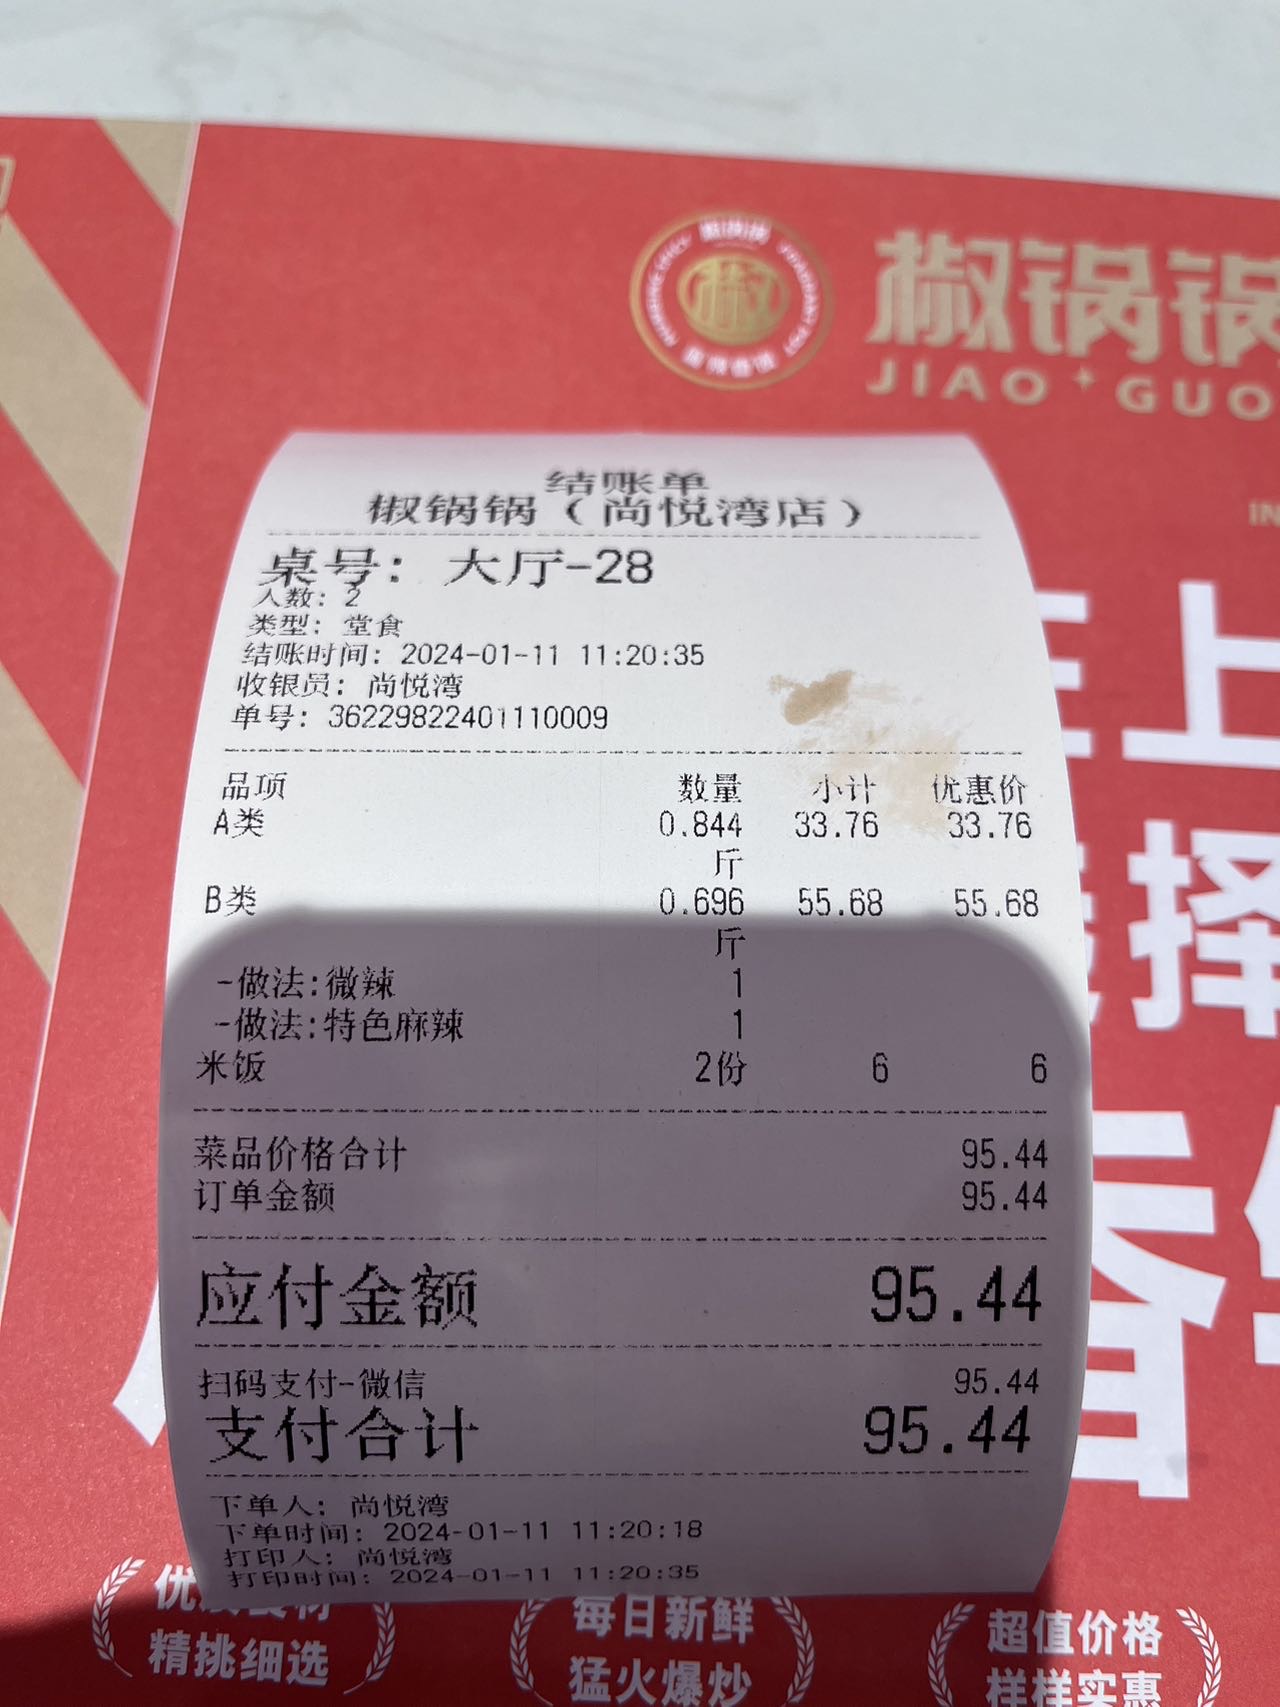 椒锅锅
JIAO GUO
结账单
椒锅锅（尚悦湾店）
桌号： 大厅-28
人数： 2
类型： 堂食
结账时间： 2024-01-11 11:20:35
收银员： 尚悦湾
单号： 36229822401110009
品项 数量 小计 优惠价
A类 0.844 33.76 33.76
斤
B类 0.696 55.68 55.68
斤
-做法:微辣 1
-做法:特色麻辣 1
米饭 2份 6 6
菜品价格合计 95.44
订单金额 95.44
应付金额 95.44
扫码支付-微信 95.44
支付合计 95.44
下单人： 尚悦湾
下单时间： 2024-01-11 11:20:18
打印人： 尚悦湾
打印时间： 2024-01-11 11:20:35
上
择
精挑细选
每日新鲜
猛火爆炒
超值价格
样样实惠